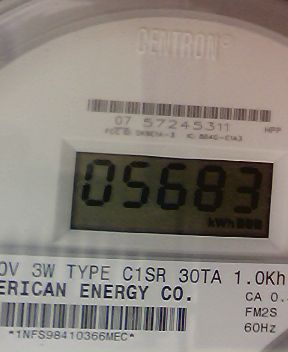 CENTRON®
07 57245311 HPP
05683
kWh
0V 3W TYPE C1SR 30TA 1.0Kh
ERICAN ENERGY CO. CA 0.
FM2S
*1NFS98410366MEC* 60Hz